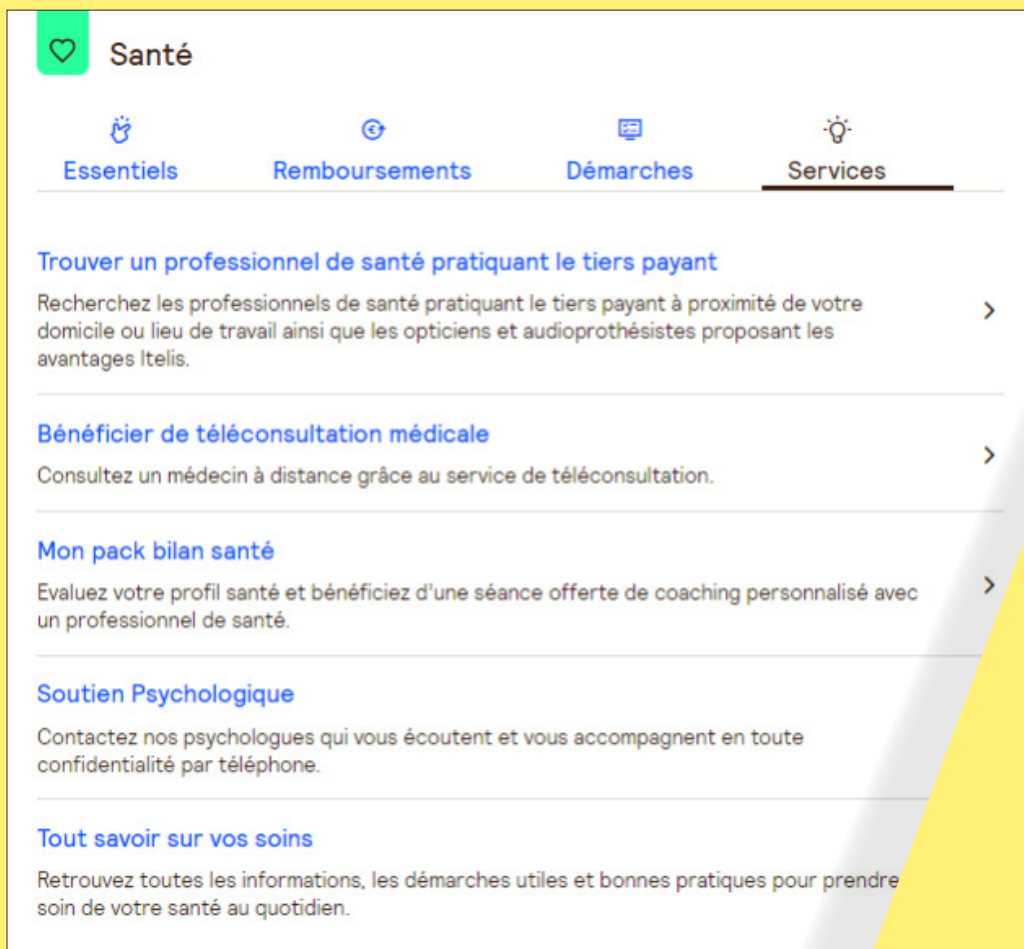 Santé
Essentiels
Remboursements
Démarches
Services
Trouver un professionnel de santé pratiquant le tiers payant
Recherchez les professionnels de santé pratiquant le tiers payant à proximité de votre
domicile ou lieu de travail ainsi que les opticiens et audioprothésistes proposant les
avantages Itelis.
Bénéficier de téléconsultation médicale
Consultez un médecin à distance grâce au service de téléconsultation.
Mon pack bilan santé
Evaluez votre profil santé et bénéficiez d'une séance offerte de coaching personnalisé avec
un professionnel de santé.
Soutien Psychologique
Contactez nos psychologues qui vous écoutent et vous accompagnent en toute
confidentialité par téléphone.
Tout savoir sur vos soins
Retrouvez toutes les informations, les démarches utiles et bonnes pratiques pour prendre
soin de votre santé au quotidien.